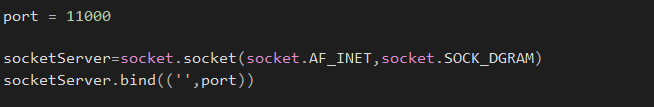 port = 11000
socketServer=socket.socket(socket.AF_INET,socket.SOCK_DGRAM)
socketServer.bind(('',port))